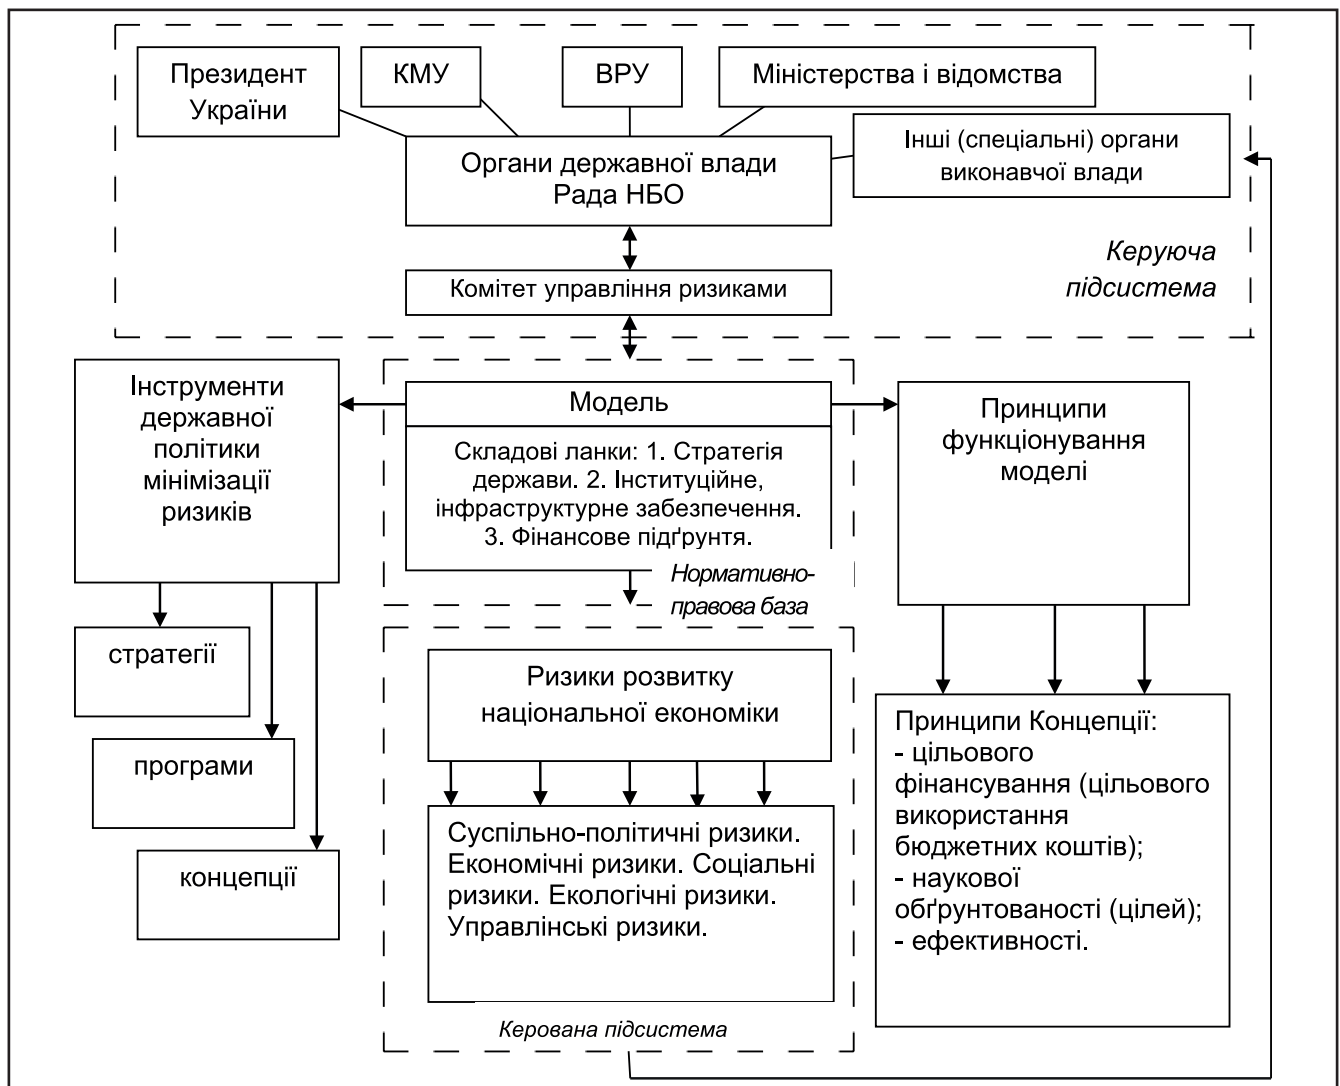 Президент
України
КМУ
ВРУ
Міністерства і відомства
Органи державної влади
Рада НБО
Інші (спеціальні) органи
виконавчої влади
Керуюча
підсистема
Комітет управління ризиками
Інструменти
державної
політики
мінімізації
ризиків
Модель
Складові ланки: 1. Стратегія
держави. 2. Інституційне,
інфраструктурне забезпечення.
3. Фінансове підґрунтя.
Нормативно-
правова база
Принципи
функціонування
моделі
стратегії
програми
концепції
Ризики розвитку
національної економіки
Суспільно-політичні ризики.
Економічні ризики. Соціальні
ризики. Екологічні ризики.
Управлінські ризики.
Керована підсистема
Принципи Концепції:
- цільового
фінансування (цільового
використання
бюджетних коштів);
- наукової
обґрунтованості (цілей);
- ефективності.